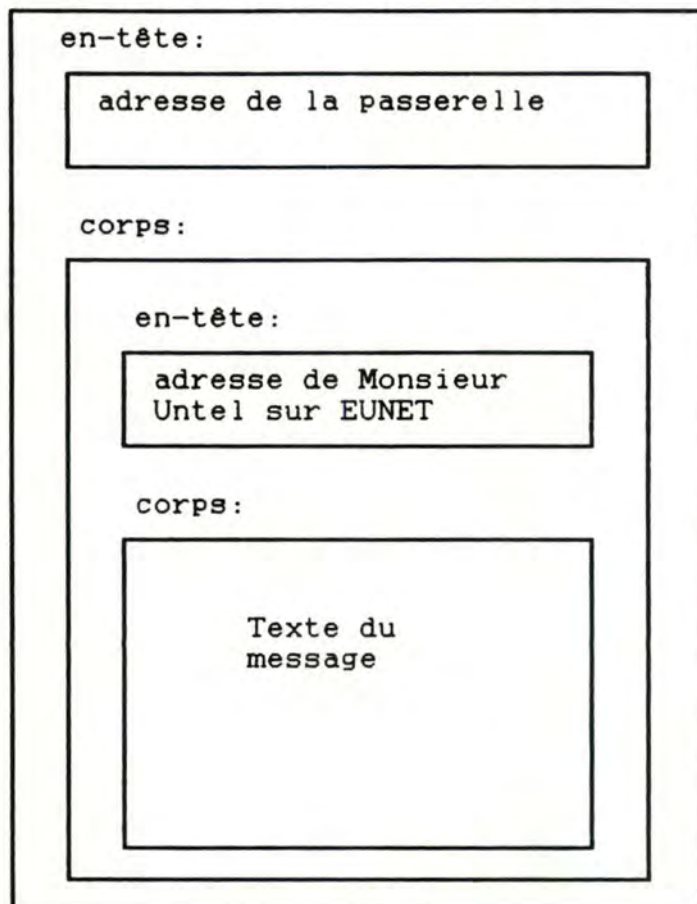 en-tête:
adresse de la passerelle
corps:
en-tête:
adresse de Monsieur
Untel sur EUNET
corps:
Texte du
message